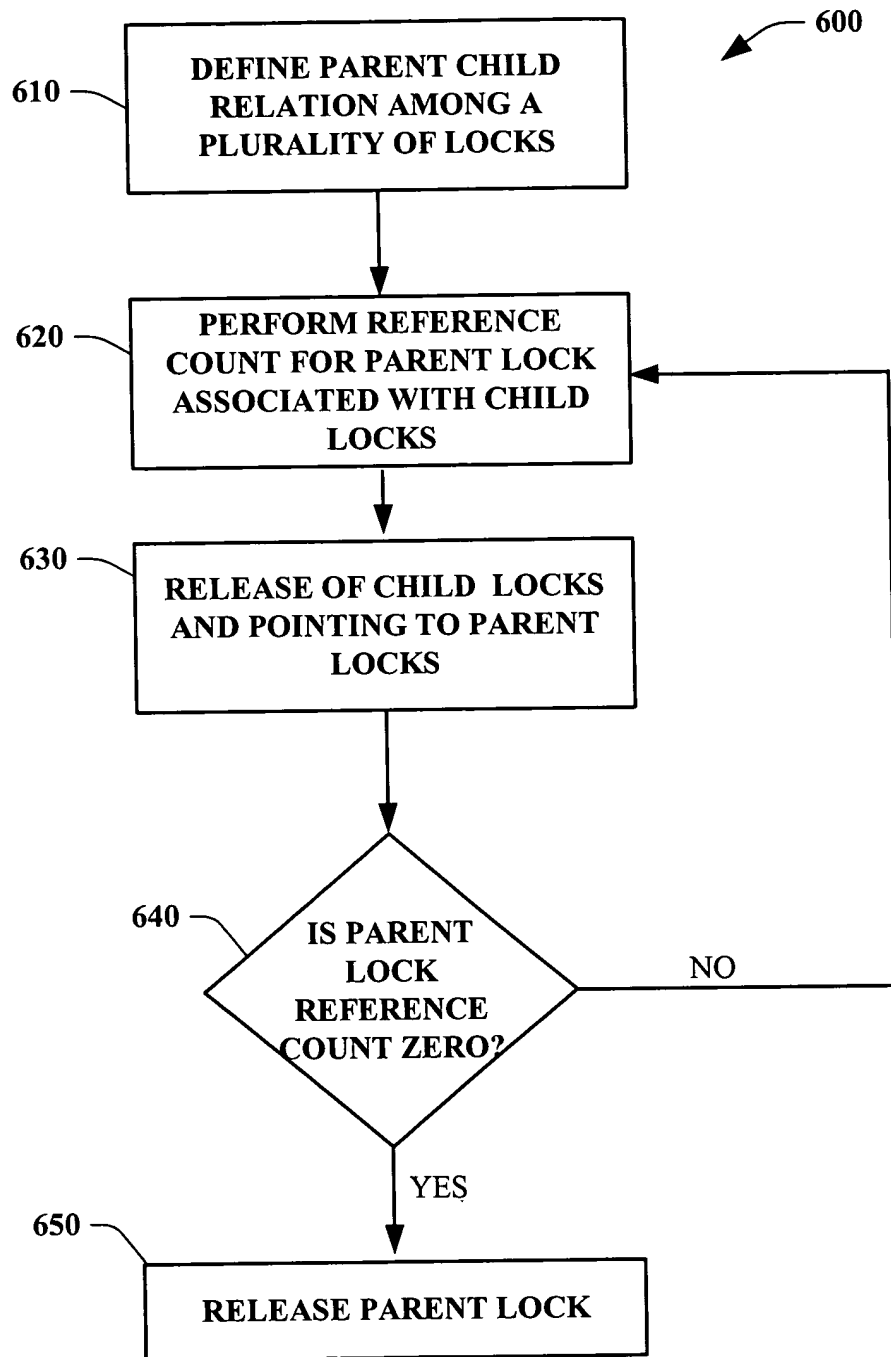 600
610
DEFINE PARENT CHILD
RELATION AMONG A
PLURALITY OF LOCKS
620
PERFORM REFERENCE
COUNT FOR PARENT LOCK
ASSOCIATED WITH CHILD
LOCKS
630
RELEASE OF CHILD LOCKS
AND POINTING TO PARENT
LOCKS
640
IS PARENT
LOCK
REFERENCE
COUNT ZERO?
NO
YES
650
RELEASE PARENT LOCK